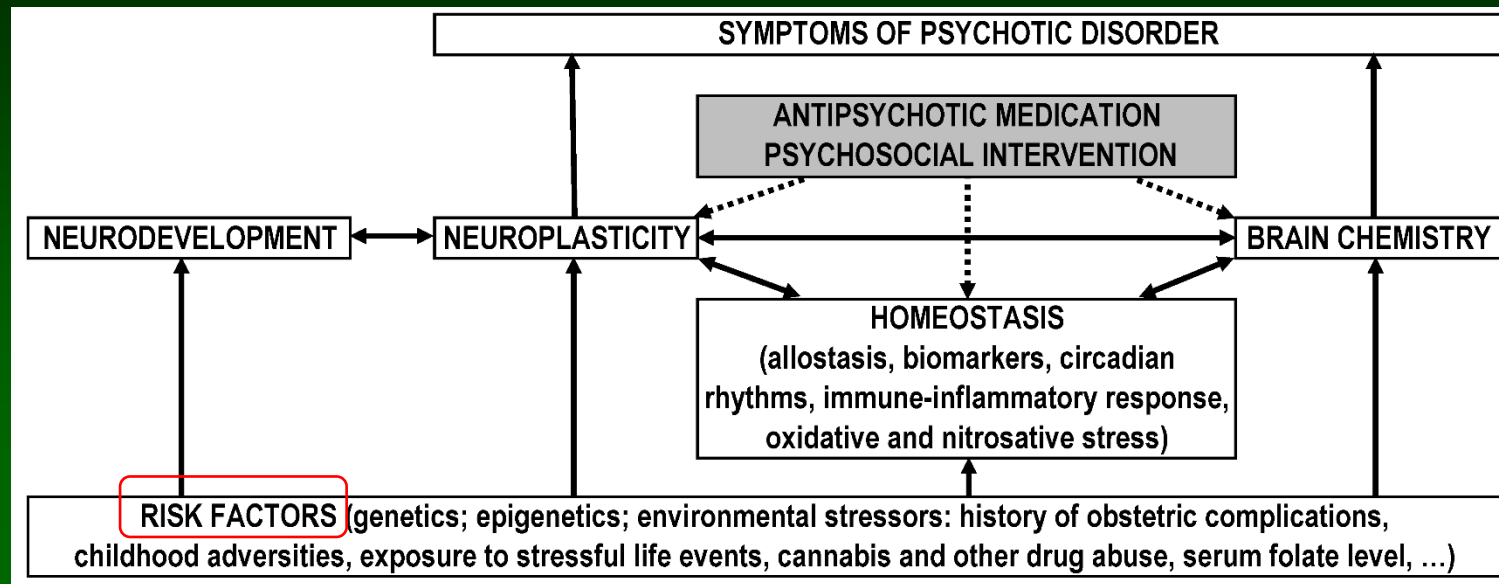 SYMPTOMS OF PSYCHOTIC DISORDER
ANTIPSYCHOTIC MEDICATION
PSYCHOSOCIAL INTERVENTION
NEURODEVELOPMENT
NEUROPLASTICITY
BRAIN CHEMISTRY
HOMEOSTASIS
(allostasis, biomarkers, circadian
rhythms, immune-inflammatory response,
oxidative and nitrosative stress)
RISK FACTORS (genetics; epigenetics; environmental stressors: history of obstetric complications,
childhood adversities, exposure to stressful life events, cannabis and other drug abuse, serum folate level, ...)